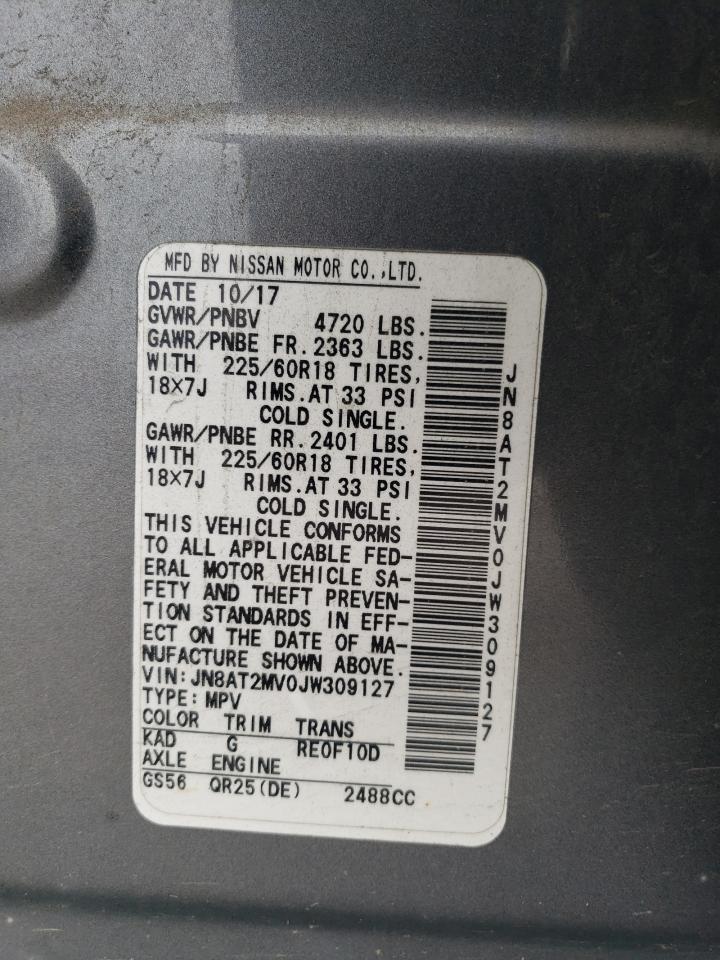 MFD BY NISSAN MOTOR CO.,LTD.
DATE 10/17
GVWR/PNBV 4720 LBS.
GAWR/PNBE FR. 2363 LBS.
WITH 225/60R18 TIRES,
18×7J RIMS. AT 33 PSI
COLD SINGLE.
GAWR/PNBE RR. 2401 LBS.
WITH 225/60R18 TIRES,
18×7J RIMS. AT 33 PSI
COLD SINGLE.
THIS VEHICLE CONFORMS
TO ALL APPLICABLE FED-
ERAL MOTOR VEHICLE SA-
FETY AND THEFT PREVEN-
TION STANDARDS IN EFF-
ECT ON THE DATE OF MA-
NUFACTURE SHOWN ABOVE.
VIN: JN8AT2MV0JW309127
TYPE: MPV
COLOR TRIM TRANS
KAD G RE0F10D
AXLE ENGINE
GS56 QR25(DE) 2488CC
JN8AT2MV0JW309127